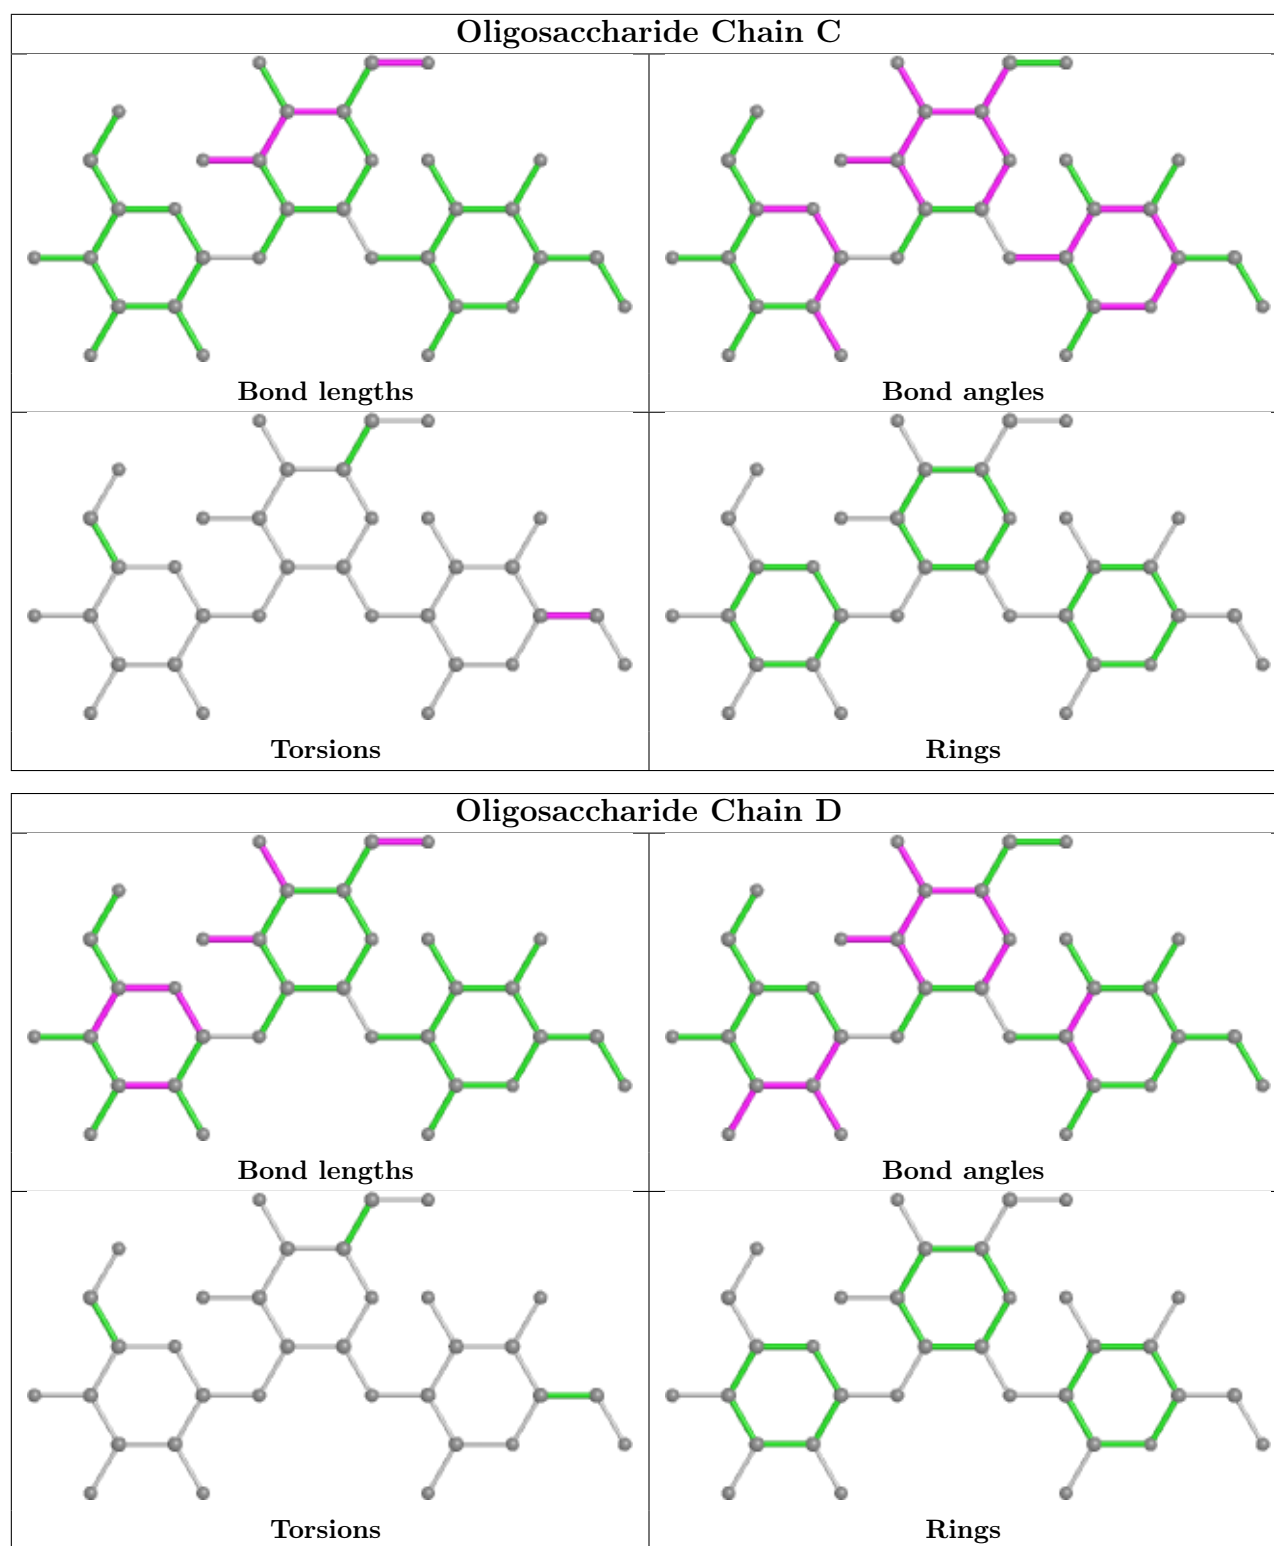 Oligosaccharide Chain C
Bond lengths
Bond angles
Torsions
Rings
Oligosaccharide Chain D
Bond lengths
Bond angles
Torsions
Rings